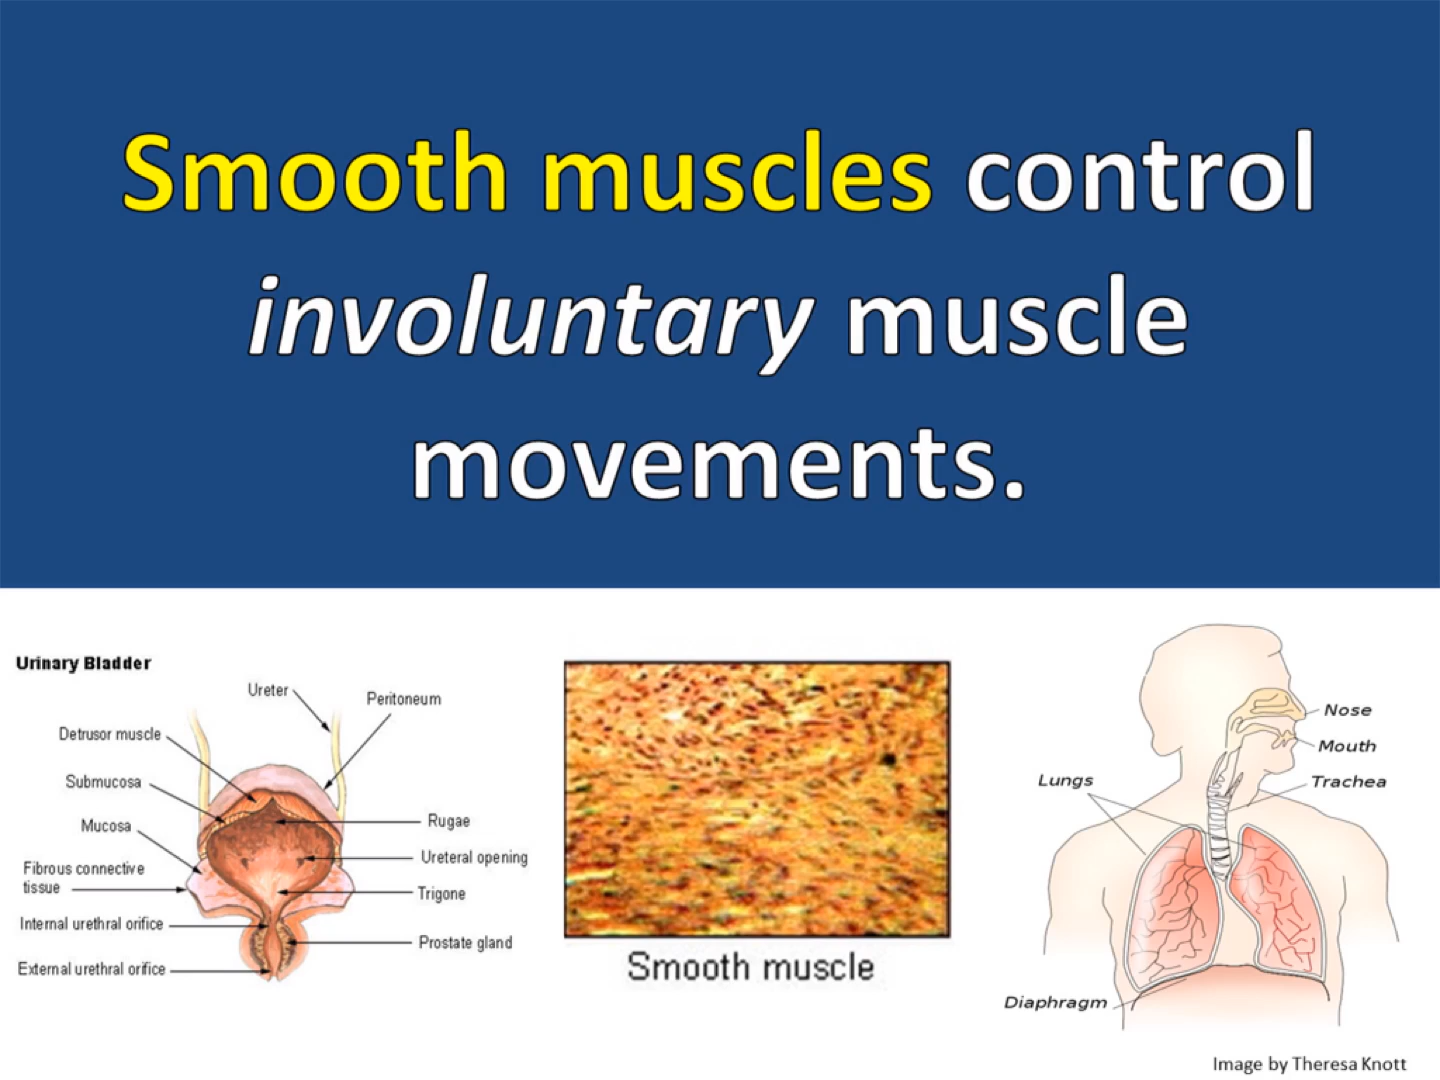 Smooth muscles control
involuntary muscle
movements.
Urinary Bladder
Ureter
Peritoneum
Detrusor muscle
Submucosa
Mucosa
Fibrous connective
tissue
Internal urethral orifice
External urethral orifice
Rugae
Ureteral opening
Trigone
Prostate gland
Smooth muscle
Nose
Mouth
Trachea
Lungs
Diaphragm
Image by Theresa Knott